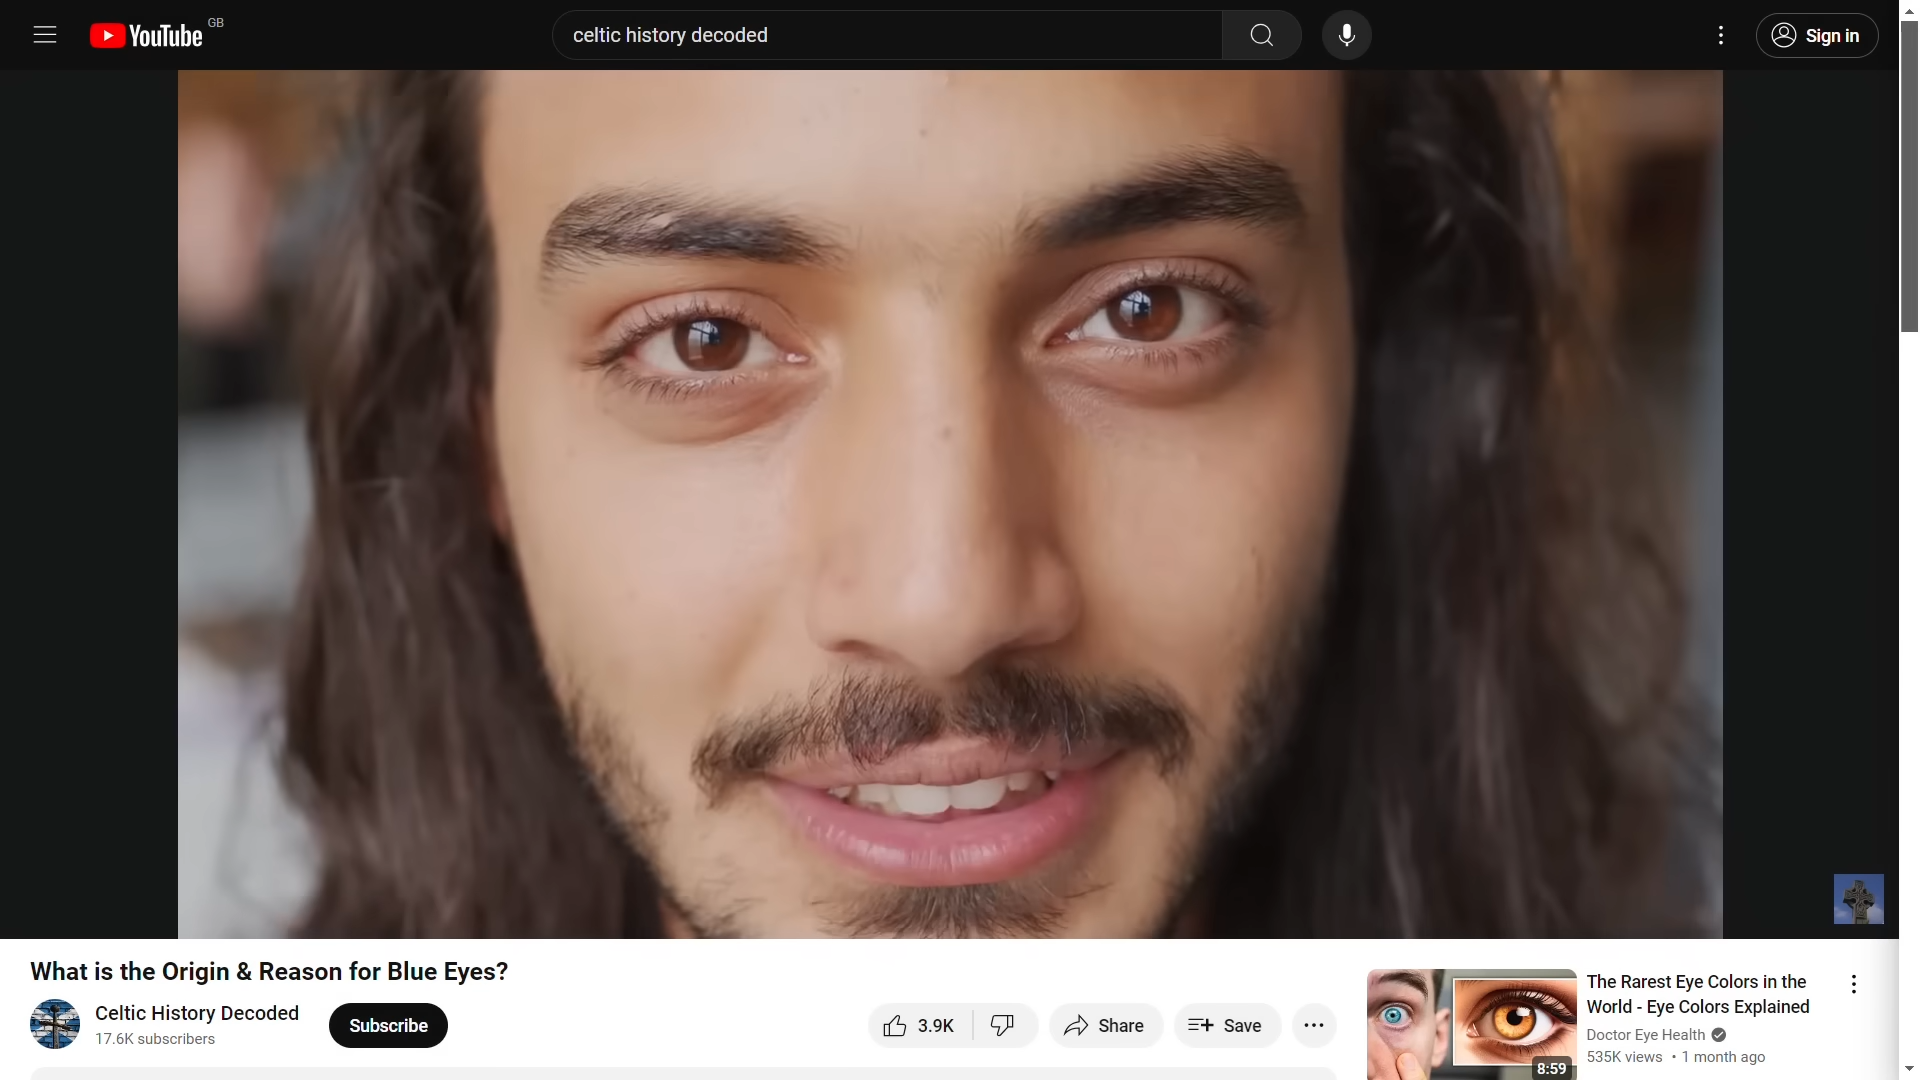 YouTube GB
celtic history decoded
Sign in
What is the Origin & Reason for Blue Eyes?
Celtic History Decoded
17.6K subscribers
Subscribe
3.9K
Share
Save
The Rarest Eye Colors in the
World - Eye Colors Explained
Doctor Eye Health
535K views • 1 month ago
8:59